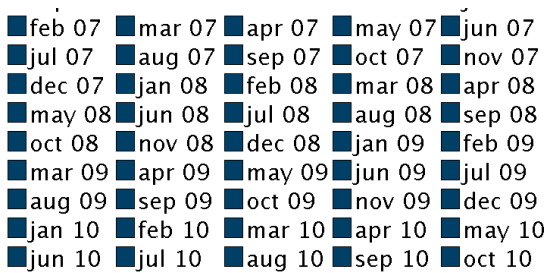 feb 07 mar 07 apr 07 may 07 jun 07
jul 07 aug 07 sep 07 oct 07 nov 07
dec 07 jan 08 feb 08 mar 08 apr 08
may 08 jun 08 jul 08 aug 08 sep 08
oct 08 nov 08 dec 08 jan 09 feb 09
mar 09 apr 09 may 09 jun 09 jul 09
aug 09 sep 09 oct 09 nov 09 dec 09
jan 10 feb 10 mar 10 apr 10 may 10
jun 10 jul 10 aug 10 sep 10 oct 10